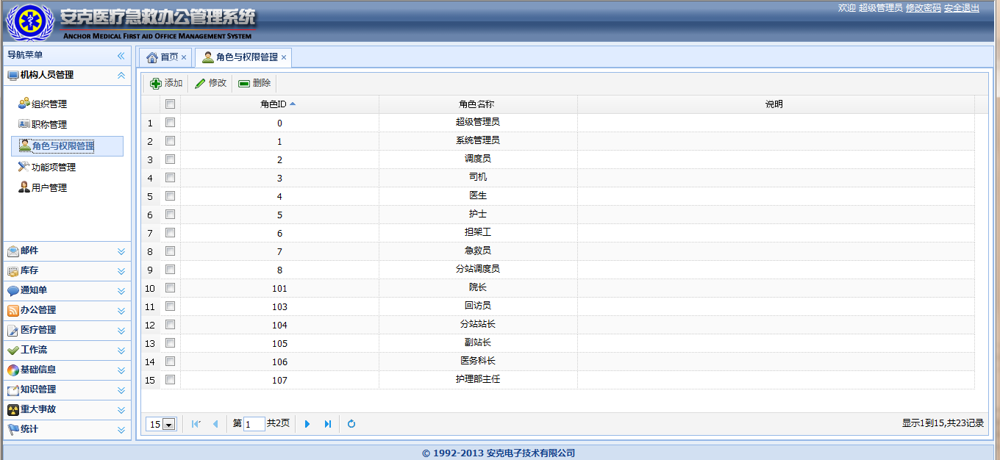 欢迎 超级管理员 修改密码 安全退出
安克医疗急救办公管理系统
ANCHOR MEDICAL FIRST AID OFFICE MANAGEMENT SYSTEM
导航菜单
机构人员管理
组织管理
职称管理
角色与权限管理
功能项管理
用户管理
邮件
库存
通知单
办公管理
医疗管理
工作流
基础信息
知识管理
重大事故
统计
首页 × 角色与权限管理 ×
添加 修改 删除
角色ID 角色名称 说明
1 0 超级管理员
2 1 系统管理员
3 2 调度员
4 3 司机
5 4 医生
6 5 护士
7 6 担架工
8 7 急救员
9 8 分站调度员
10 101 院长
11 103 回访员
12 104 分站站长
13 105 副站长
14 106 医务科长
15 107 护理部主任
15 第 1 共2页 显示1到15,共23记录
© 1992-2013 安克电子技术有限公司